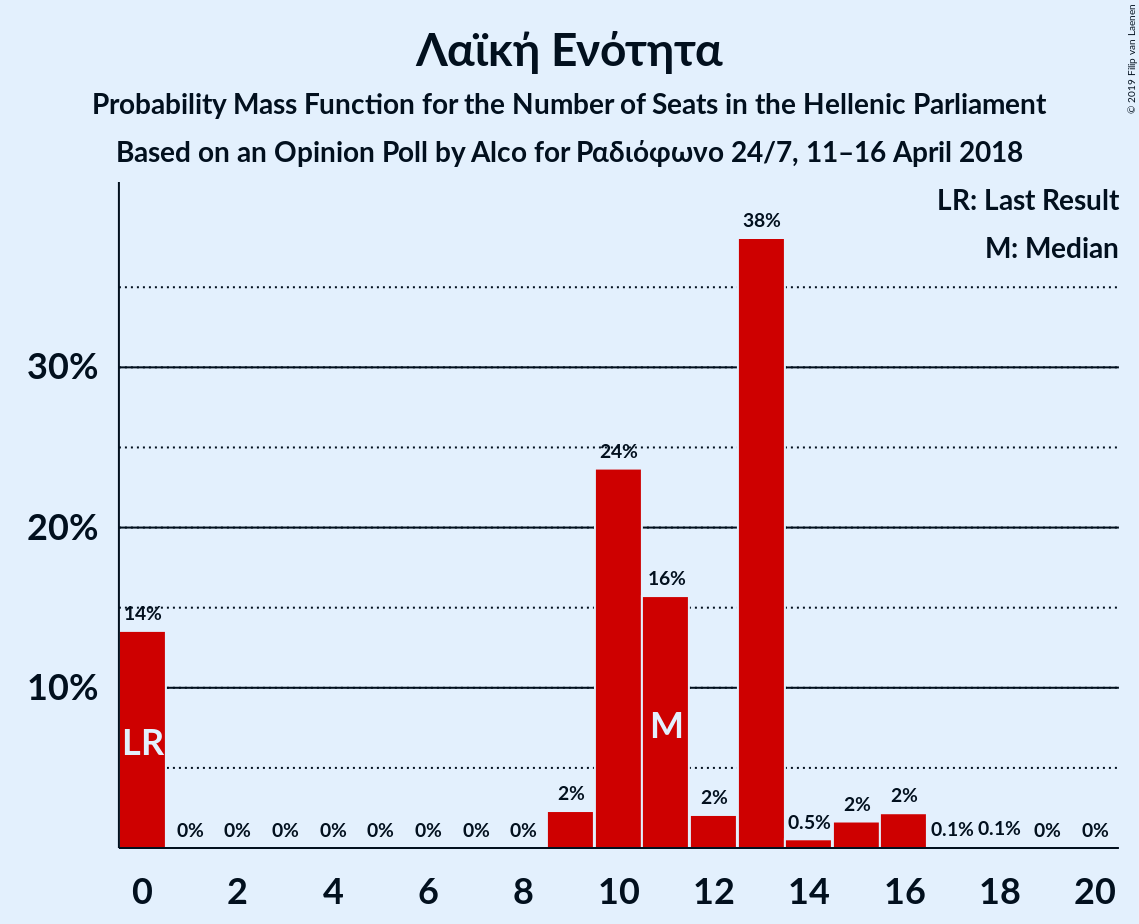 © 2019 Filip van Laenen
Λαϊκή Ενότητα
Probability Mass Function for the Number of Seats in the Hellenic Parliament
Based on an Opinion Poll by Alco for Ραδιόφωνο 24/7, 11–16 April 2018
LR: Last Result
M: Median
38%
30%
24%
20%
16%
14%
10%
LR
M
2%
2%
2%
2%
0% 0% 0% 0% 0% 0% 0% 0%
0.5%
0.1% 0.1% 0% 0%
0 2 4 6 8 10 12 14 16 18 20